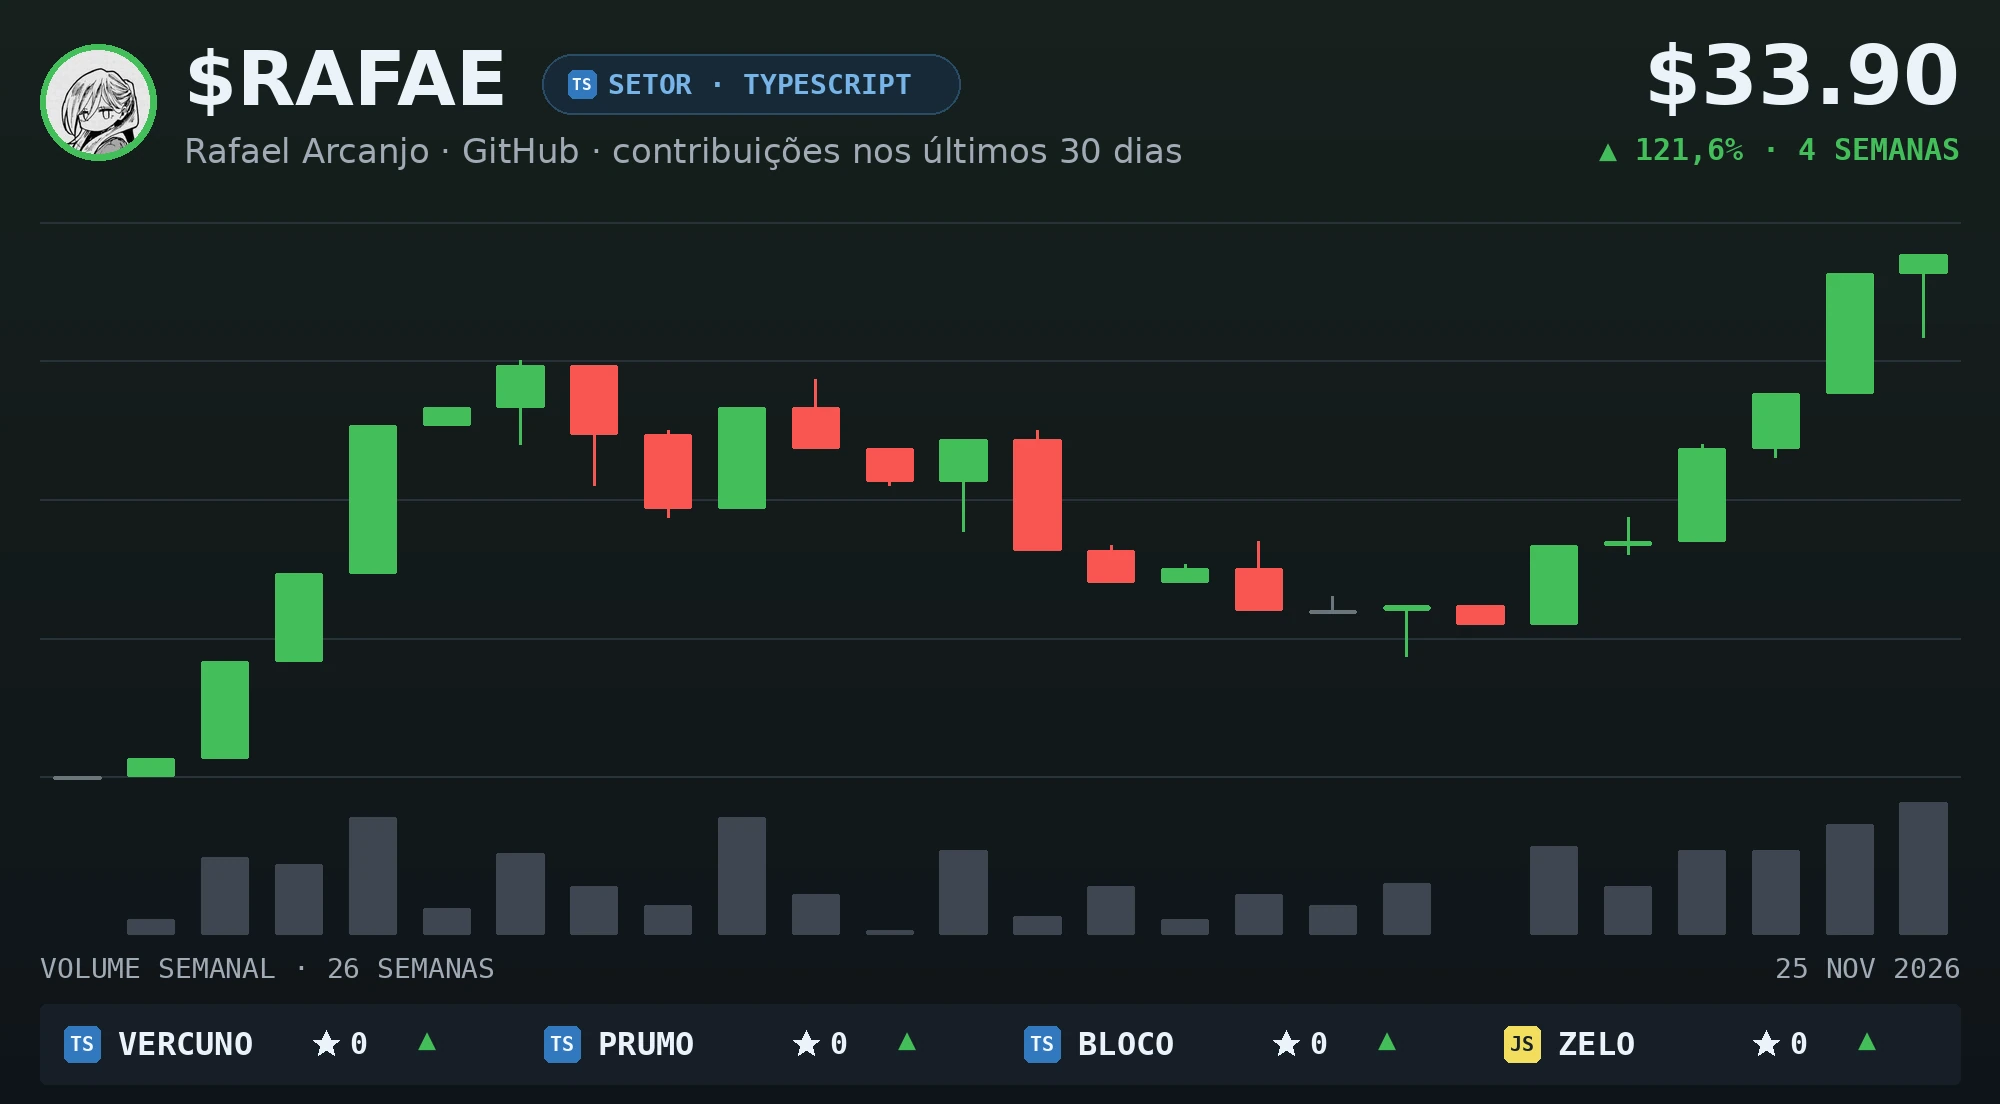 $RAFAE
TS SETOR · TYPESCRIPT
$33.90
Rafael Arcanjo · GitHub · contribuições nos últimos 30 dias
▲ 121,6% · 4 SEMANAS
VOLUME SEMANAL · 26 SEMANAS
25 NOV 2026
TS VERCUNO ★ 0 ▲
TS PRUMO ★ 0 ▲
TS BLOCO ★ 0 ▲
JS ZELO ★ 0 ▲